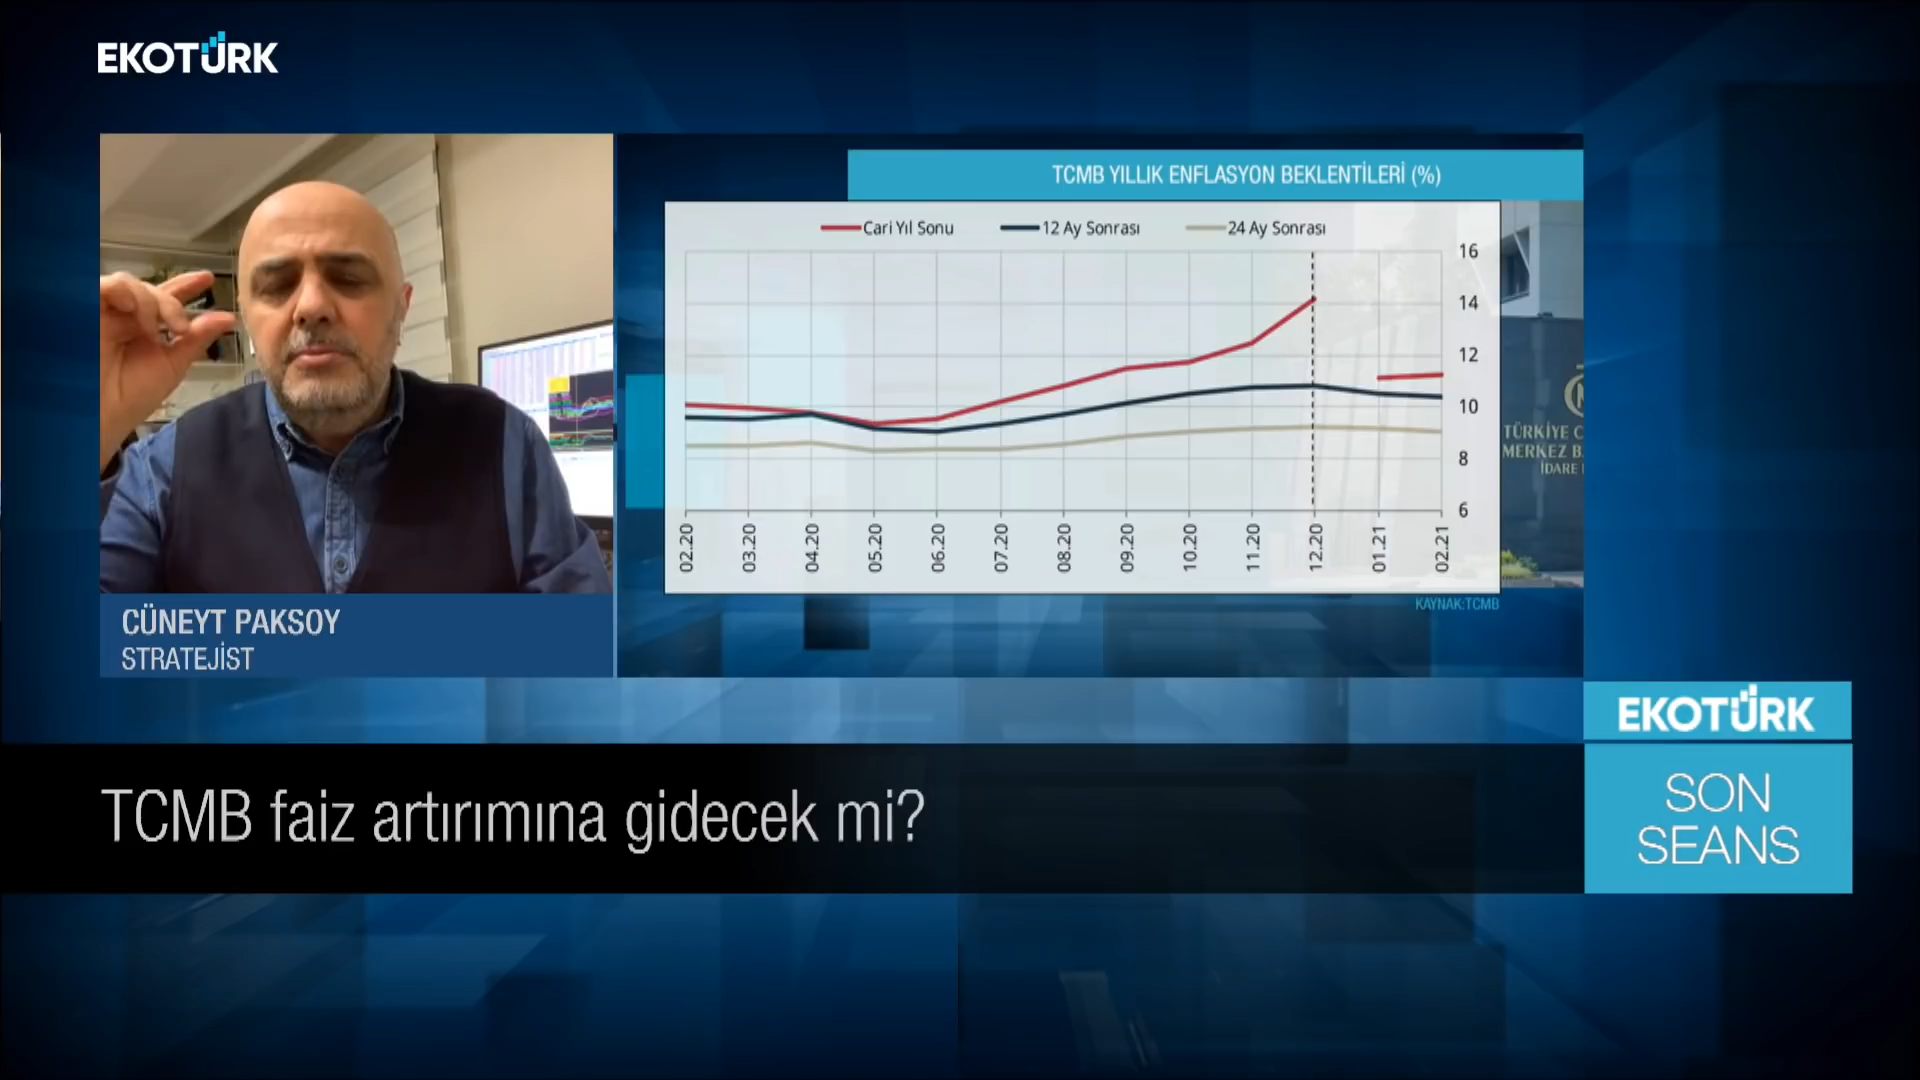 EKOTÜRK
TCMB YILLIK ENFLASYON BEKLENTİLERİ (%)
Cari Yıl Sonu
12 Ay Sonrası
24 Ay Sonrası
16
14
12
10
8
6
02.20
03.20
04.20
05.20
06.20
07.20
08.20
09.20
10.20
11.20
12.20
01.21
02.21
TÜRKİYE C
MERKEZ B
İDARE
KAYNAK:TCMB
CÜNEYT PAKSOY
STRATEJİST
EKOTÜRK
TCMB faiz artırımına gidecek mi?
SON
SEANS